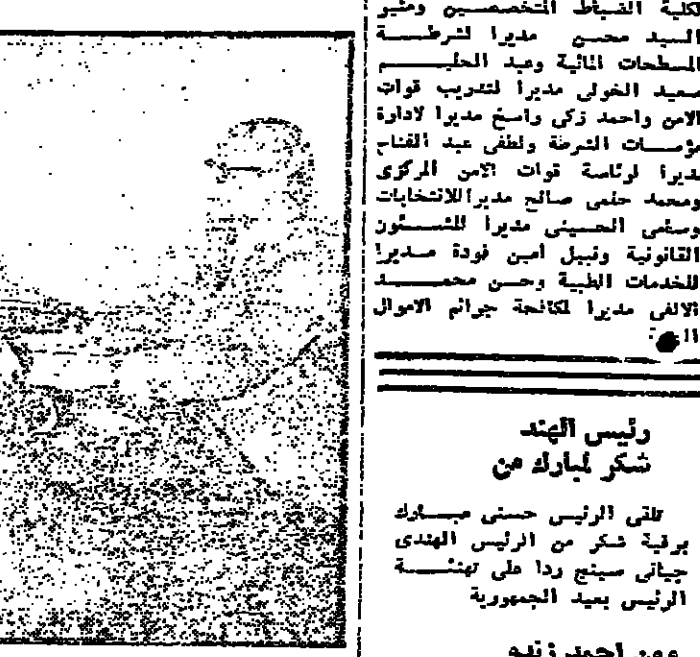 لكلية الضباط المتخصصين ومنير
السيد محسن مديرا لشرطة
المسطحات المائية وعبد الحليم
سعيد الخولى مديرا لتدريب قوات
الامن واحمد زكى راسخ مديرا لادارة
مؤسسات الشرطة ولطفى عبد الفتاح
مديرا لرئاسة قوات الامن المركزى
ومحمد حلمى صالح مديرا للانتخابات
الحسينى مديرا للشئون
القانونية ونبيل امين فودة مديرا
للخدمات الطبية وحسن محمد
الالفى مديرا لمكافحة جرائم الاموال
رئيس الهند
شكر لمبارك من
تلقى الرئيس حسنى مبارك
برقية شكر من الرئيس الهندى
جيانى سينج ردا على تهنئة
الرئيس بعيد الجمهورية